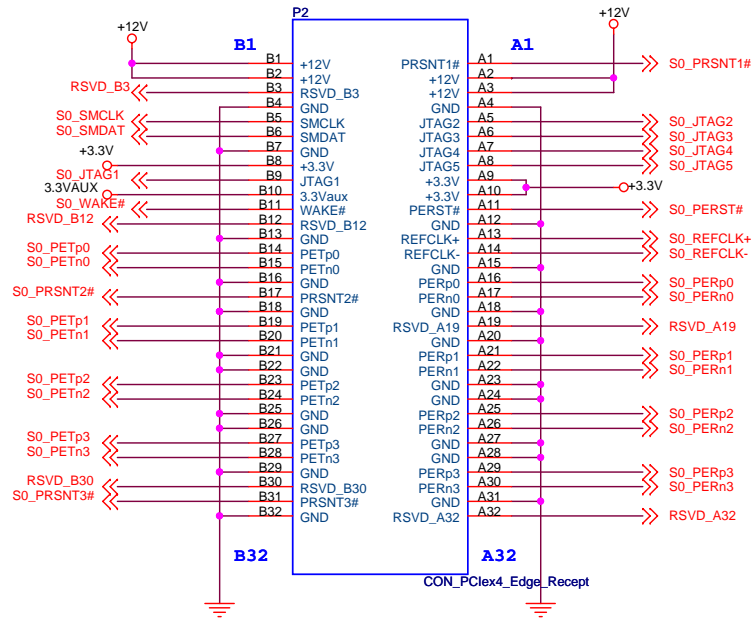 P2
+12V
+12V
B1
A1
B1 +12V PRSNT1# A1 S0_PRSNT1#
B2 +12V +12V A2
RSVD_B3 B3 RSVD_B3 +12V A3
B4 GND GND A4
S0_SMCLK B5 SMCLK JTAG2 A5 S0_JTAG2
S0_SMDAT B6 SMDAT JTAG3 A6 S0_JTAG3
B7 GND JTAG4 A7 S0_JTAG4
+3.3V B8 +3.3V JTAG5 A8 S0_JTAG5
S0_JTAG1 B9 JTAG1 +3.3V A9 +3.3V
3.3VAUX B10 3.3Vaux +3.3V A10
S0_WAKE# B11 WAKE# PERST# A11 S0_PERST#
RSVD_B12 B12 RSVD_B12 GND A12
B13 GND REFCLK+ A13 S0_REFCLK+
S0_PETp0 B14 PETp0 REFCLK- A14 S0_REFCLK-
S0_PETn0 B15 PETn0 GND A15
B16 GND PERp0 A16 S0_PERp0
S0_PRSNT2# B17 PRSNT2# PERn0 A17 S0_PERn0
B18 GND GND A18
S0_PETp1 B19 PETp1 RSVD_A19 A19 RSVD_A19
S0_PETn1 B20 PETn1 GND A20
B21 GND PERp1 A21 S0_PERp1
B22 GND PERn1 A22 S0_PERn1
S0_PETp2 B23 PETp2 GND A23
S0_PETn2 B24 PETn2 GND A24
B25 GND PERp2 A25 S0_PERp2
B26 GND PERn2 A26 S0_PERn2
S0_PETp3 B27 PETp3 GND A27
S0_PETn3 B28 PETn3 GND A28
B29 GND PERp3 A29 S0_PERp3
RSVD_B30 B30 RSVD_B30 PERn3 A30 S0_PERn3
S0_PRSNT3# B31 PRSNT3# GND A31
B32 GND RSVD_A32 A32 RSVD_A32
B32
A32
CON_PCIex4_Edge_Recept